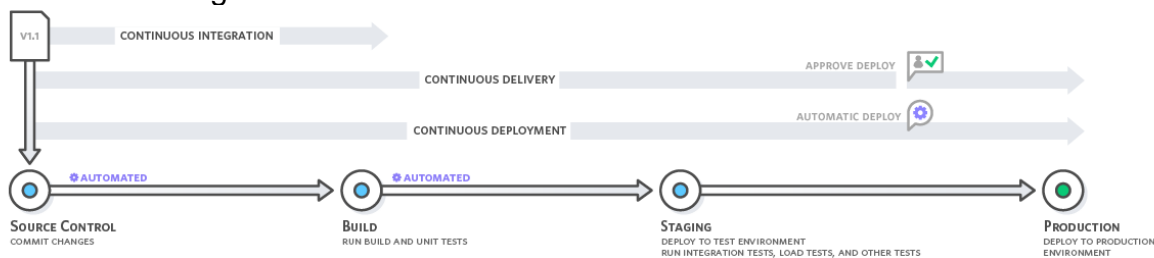 V1.1
CONTINUOUS INTEGRATION
APPROVE DEPLOY
CONTINUOUS DELIVERY
AUTOMATIC DEPLOY
CONTINUOUS DEPLOYMENT
AUTOMATED
AUTOMATED
SOURCE CONTROL
COMMIT CHANGES
BUILD
RUN BUILD AND UNIT TESTS
STAGING
DEPLOY TO TEST ENVIRONMENT
RUN INTEGRATION TESTS, LOAD TESTS, AND OTHER TESTS
PRODUCTION
DEPLOY TO PRODUCTION
ENVIRONMENT